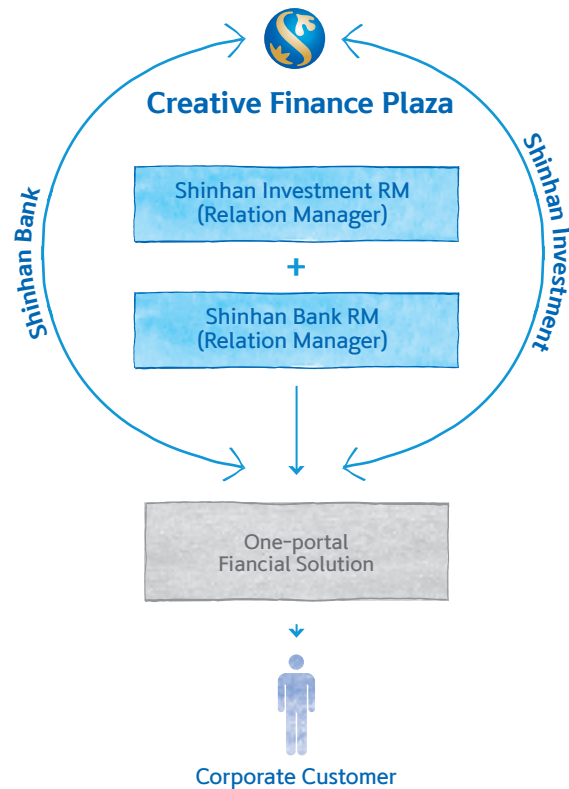 Creative Finance Plaza
Shinhan Bank
Shinhan Investment
Shinhan Investment RM
(Relation Manager)
+
Shinhan Bank RM
(Relation Manager)
One-portal
Fiancial Solution
Corporate Customer